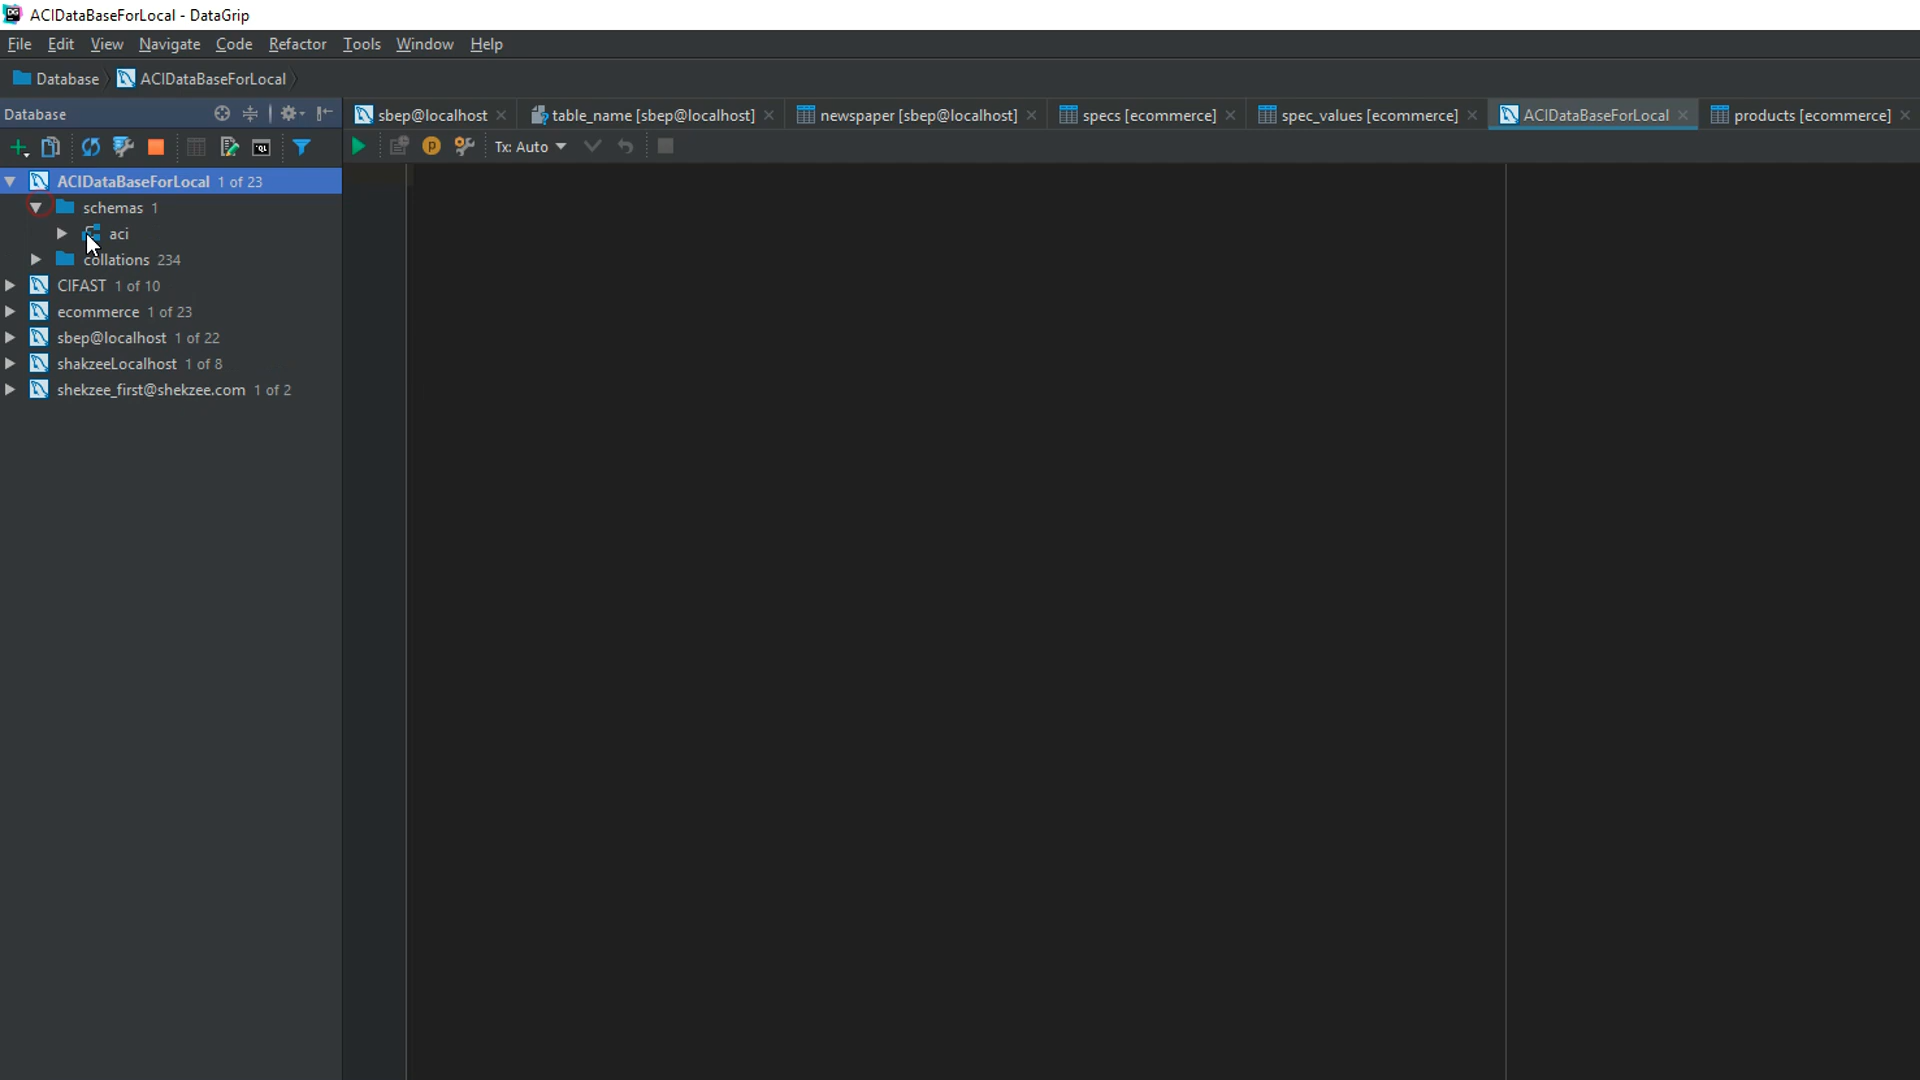 ACIDataBaseForLocal - DataGrip
File Edit View Navigate Code Refactor Tools Window Help
Database ACIDataBaseForLocal
Database
sbep@localhost table_name [sbep@localhost] newspaper [sbep@localhost] specs [ecommerce] spec_values [ecommerce] ACIDataBaseForLocal products [ecommerce]
Tx: Auto
ACIDataBaseForLocal 1 of 23
schemas 1
aci
collations 234
CIFAST 1 of 10
ecommerce 1 of 23
sbep@localhost 1 of 22
shakzeeLocalhost 1 of 8
shekzee_first@shekzee.com 1 of 2